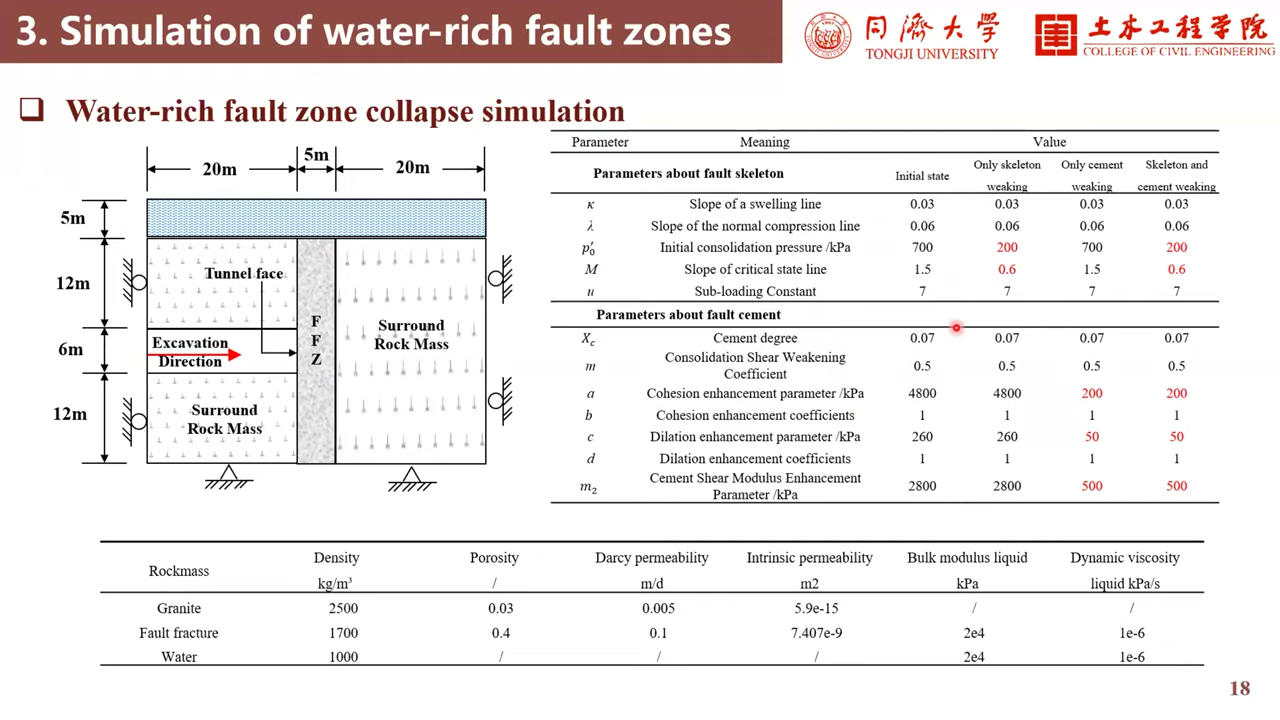 3. Simulation of water-rich fault zones
同濟大學
TONGJI UNIVERSITY
土木工程学院
COLLEGE OF CIVIL ENGINEERING
Water-rich fault zone collapse simulation
20m 5m 20m
5m
12m
6m
12m
Tunnel face
Excavation
Direction
F
F
Z
Surround
Rock Mass
Surround
Rock Mass
Parameter Meaning Value
Parameters about fault skeleton Initial state Only skeleton weaking Only cement weaking Skeleton and cement weaking
κ Slope of a swelling line 0.03 0.03 0.03 0.03
λ Slope of the normal compression line 0.06 0.06 0.06 0.06
p′₀ Initial consolidation pressure /kPa 700 200 700 200
M Slope of critical state line 1.5 0.6 1.5 0.6
u Sub-loading Constant 7 7 7 7
Parameters about fault cement
X_c Cement degree 0.07 0.07 0.07 0.07
m Consolidation Shear Weakening Coefficient 0.5 0.5 0.5 0.5
a Cohesion enhancement parameter /kPa 4800 4800 200 200
b Cohesion enhancement coefficients 1 1 1 1
c Dilation enhancement parameter /kPa 260 260 50 50
d Dilation enhancement coefficients 1 1 1 1
m₂ Cement Shear Modulus Enhancement Parameter /kPa 2800 2800 500 500
Rockmass Density Porosity Darcy permeability Intrinsic permeability Bulk modulus liquid Dynamic viscosity
kg/m³ / m/d m2 kPa liquid kPa/s
Granite 2500 0.03 0.005 5.9e-15 / /
Fault fracture 1700 0.4 0.1 7.407e-9 2e4 1e-6
Water 1000 / / / 2e4 1e-6
18